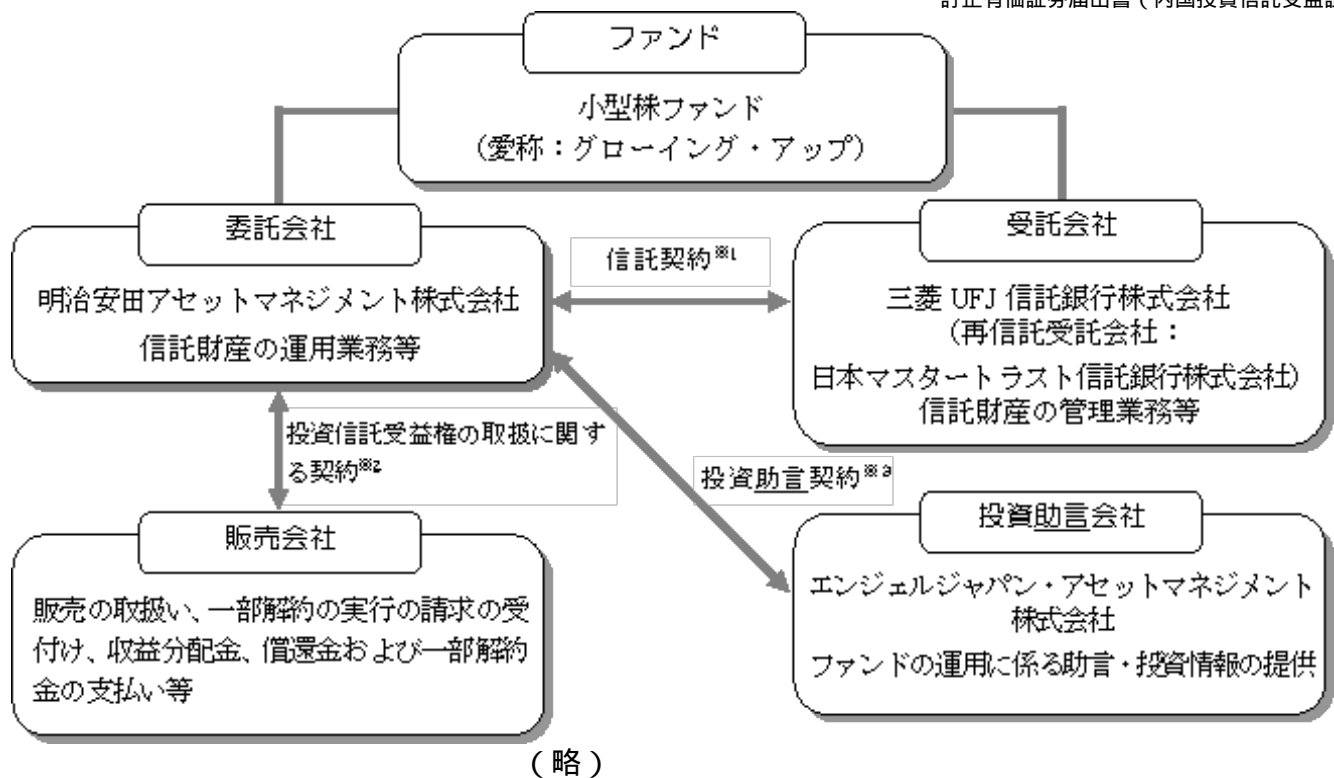 訂正有価証券届出書(内国投資信託受益証
ファンド
小型株ファンド
(愛称:グローイング・アップ)
委託会社
明治安田アセットマネジメント株式会社
信託財産の運用業務等
信託契約※1
受託会社
三菱 UFJ 信託銀行株式会社
(再信託受託会社:
日本マスタートラスト信託銀行株式会社)
信託財産の管理業務等
投資信託受益権の取扱に関す
る契約※2
投資助言契約※3
販売会社
販売の取扱い、一部解約の実行の請求の受
付け、収益分配金、償還金および一部解約
金の支払い等
投資助言会社
エンジェルジャパン・アセットマネジメント
株式会社
ファンドの運用に係る助言・投資情報の提供
(略)